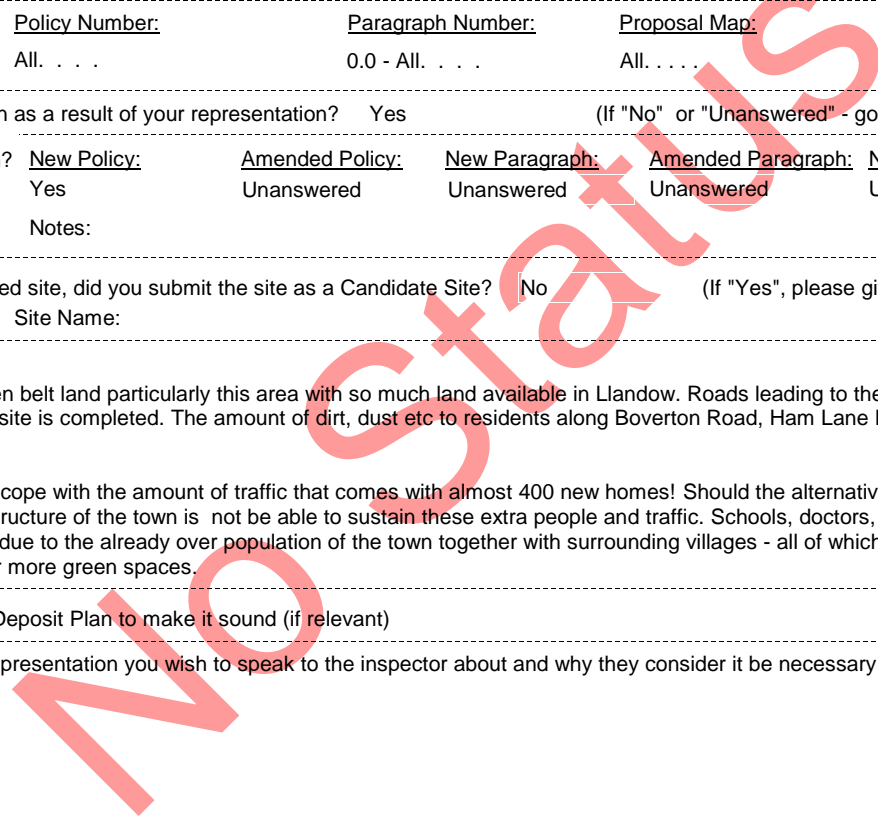 Policy Number: Paragraph Number: Proposal Map:
All. . . . 0.0 - All. . . . All. . . . .
n as a result of your representation? Yes (If "No" or "Unanswered" - go
? New Policy: Amended Policy: New Paragraph: Amended Paragraph: N
Yes Unanswered Unanswered Unanswered U
Notes:
ed site, did you submit the site as a Candidate Site? No (If "Yes", please gi
Site Name:
en belt land particularly this area with so much land available in Llandow. Roads leading to the
site is completed. The amount of dirt, dust etc to residents along Boverton Road, Ham Lane
cope with the amount of traffic that comes with almost 400 new homes! Should the alternativ
ructure of the town is not be able to sustain these extra people and traffic. Schools, doctors,
due to the already over population of the town together with surrounding villages - all of which
r more green spaces.
Deposit Plan to make it sound (if relevant)
presentation you wish to speak to the inspector about and why they consider it be necessary
No Status